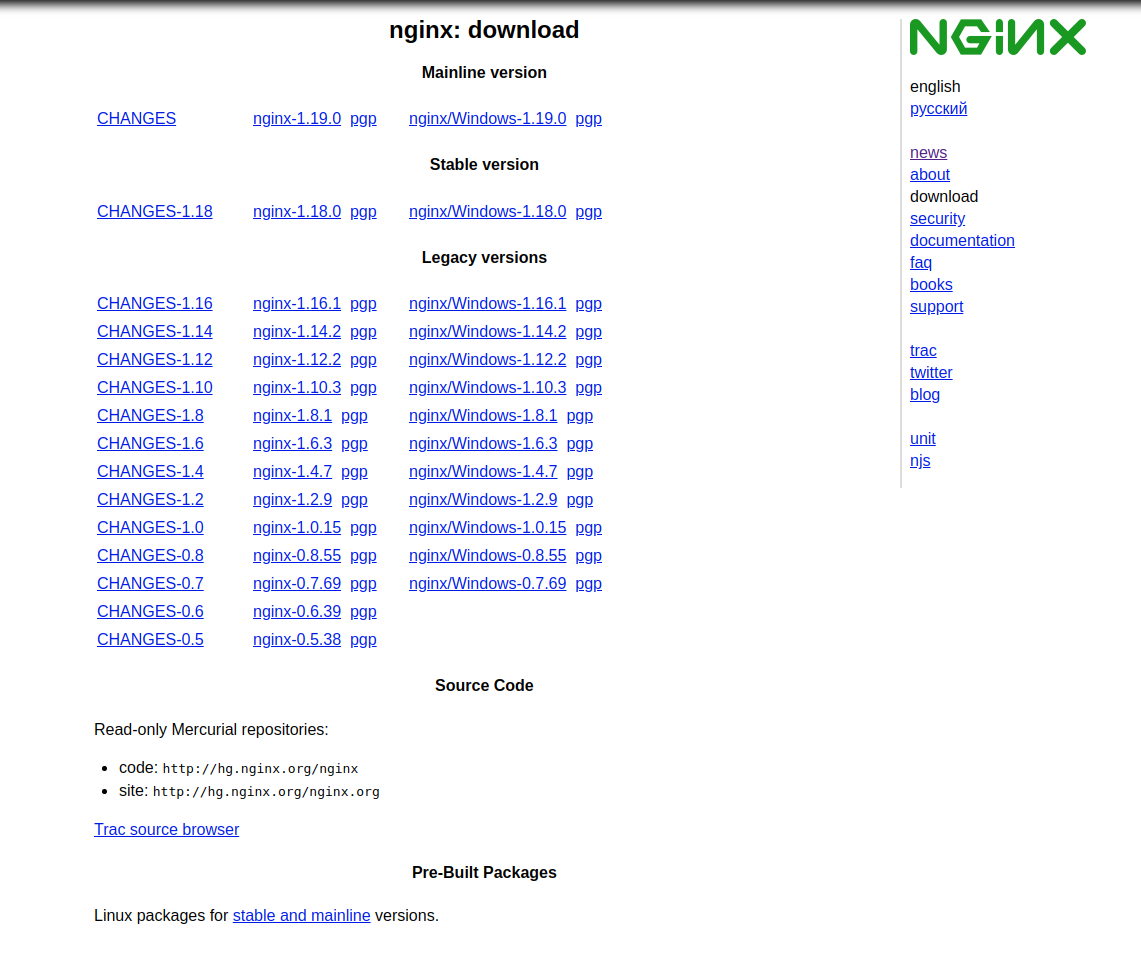 nginx: download
Mainline version
CHANGES nginx-1.19.0 pgp nginx/Windows-1.19.0 pgp
Stable version
CHANGES-1.18 nginx-1.18.0 pgp nginx/Windows-1.18.0 pgp
Legacy versions
CHANGES-1.16 nginx-1.16.1 pgp nginx/Windows-1.16.1 pgp
CHANGES-1.14 nginx-1.14.2 pgp nginx/Windows-1.14.2 pgp
CHANGES-1.12 nginx-1.12.2 pgp nginx/Windows-1.12.2 pgp
CHANGES-1.10 nginx-1.10.3 pgp nginx/Windows-1.10.3 pgp
CHANGES-1.8 nginx-1.8.1 pgp nginx/Windows-1.8.1 pgp
CHANGES-1.6 nginx-1.6.3 pgp nginx/Windows-1.6.3 pgp
CHANGES-1.4 nginx-1.4.7 pgp nginx/Windows-1.4.7 pgp
CHANGES-1.2 nginx-1.2.9 pgp nginx/Windows-1.2.9 pgp
CHANGES-1.0 nginx-1.0.15 pgp nginx/Windows-1.0.15 pgp
CHANGES-0.8 nginx-0.8.55 pgp nginx/Windows-0.8.55 pgp
CHANGES-0.7 nginx-0.7.69 pgp nginx/Windows-0.7.69 pgp
CHANGES-0.6 nginx-0.6.39 pgp
CHANGES-0.5 nginx-0.5.38 pgp
Source Code
Read-only Mercurial repositories:
• code: http://hg.nginx.org/nginx
• site: http://hg.nginx.org/nginx.org
Trac source browser
Pre-Built Packages
Linux packages for stable and mainline versions.
NGiNX
english
русский
news
about
download
security
documentation
faq
books
support
trac
twitter
blog
unit
njs